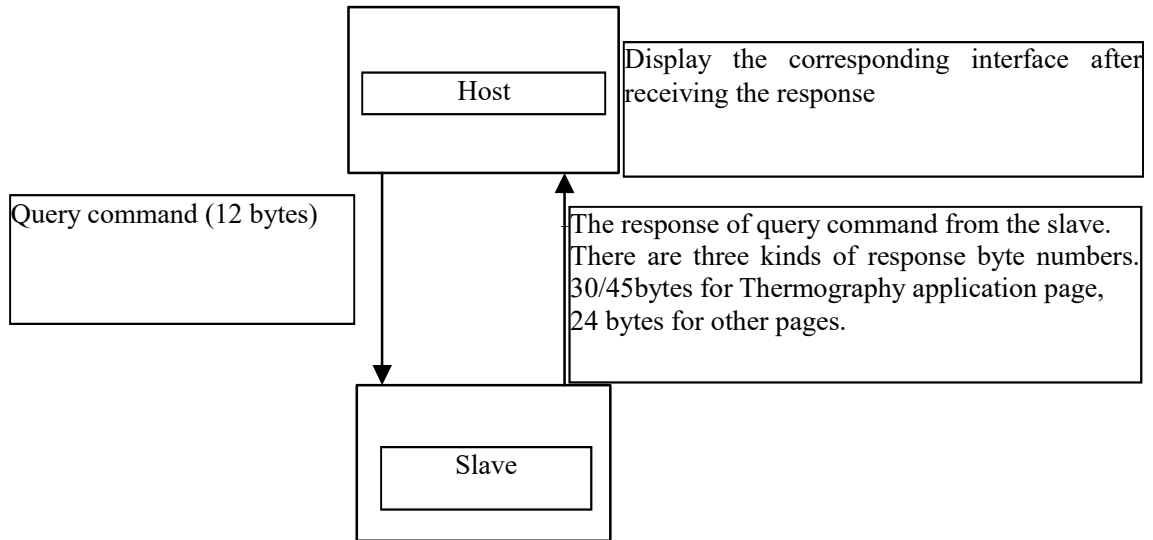 Host
Display the corresponding interface after
receiving the response
Query command (12 bytes)
The response of query command from the slave.
There are three kinds of response byte numbers.
30/45bytes for Thermography application page,
24 bytes for other pages.
Slave